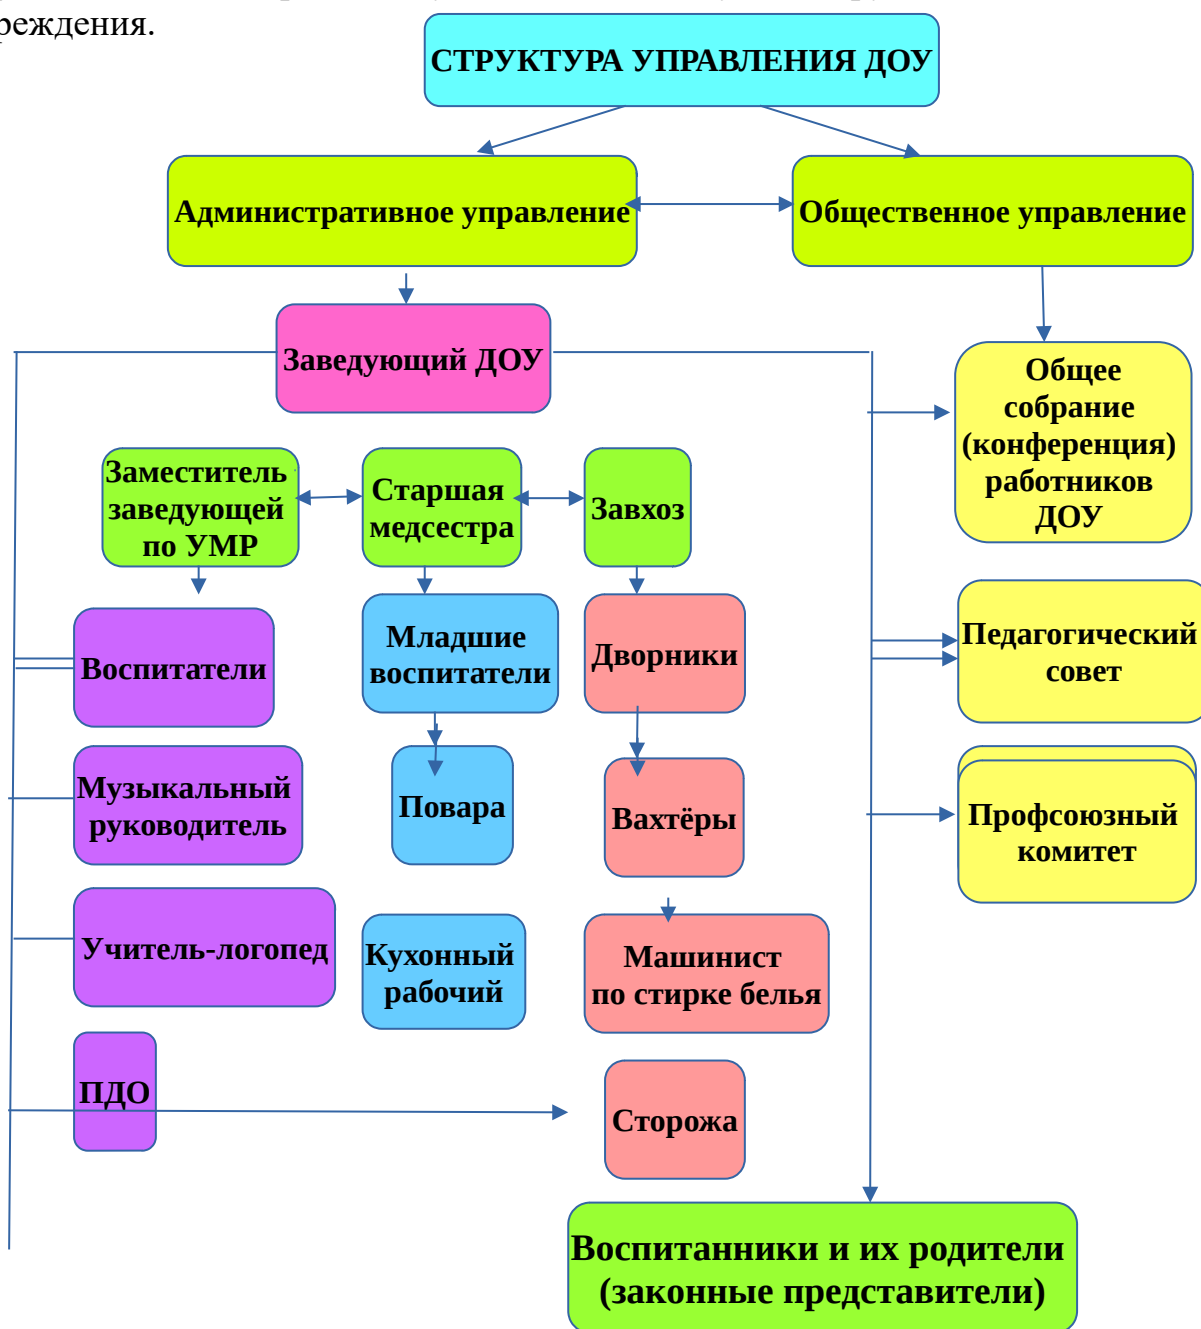 реждения.
СТРУКТУРА УПРАВЛЕНИЯ ДОУ
Административное управление
Общественное управление
Заведующий ДОУ
Общее
собрание
(конференция)
работников
ДОУ
Заместитель
заведующей
по УМР
Старшая
медсестра
Завхоз
Воспитатели
Младшие
воспитатели
Дворники
Педагогический
совет
Музыкальный
руководитель
Повара
Вахтёры
Профсоюзный
комитет
Учитель-логопед
Кухонный
рабочий
Машинист
по стирке белья
ПДО
Сторожа
Воспитанники и их родители
(законные представители)